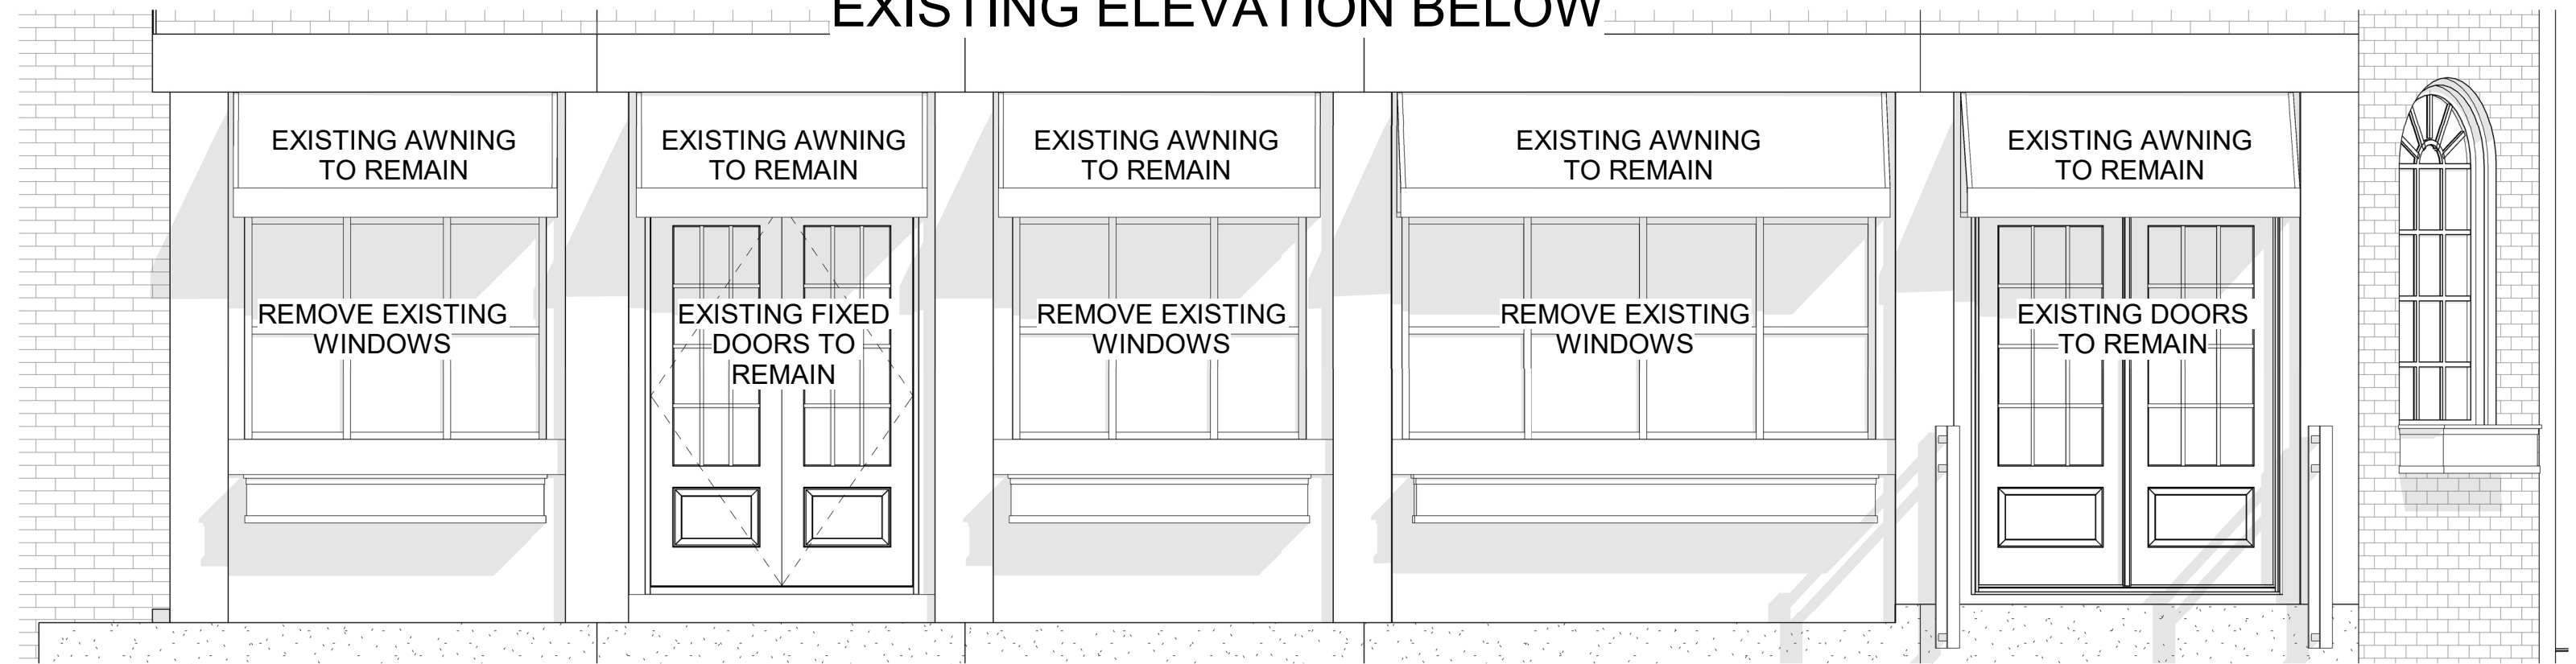 EXISTING ELEVATION BELOW
EXISTING AWNING
TO REMAIN
EXISTING AWNING
TO REMAIN
EXISTING AWNING
TO REMAIN
EXISTING AWNING
TO REMAIN
EXISTING AWNING
TO REMAIN
REMOVE EXISTING
WINDOWS
EXISTING FIXED
DOORS TO
REMAIN
REMOVE EXISTING
WINDOWS
REMOVE EXISTING
WINDOWS
EXISTING DOORS
TO REMAIN